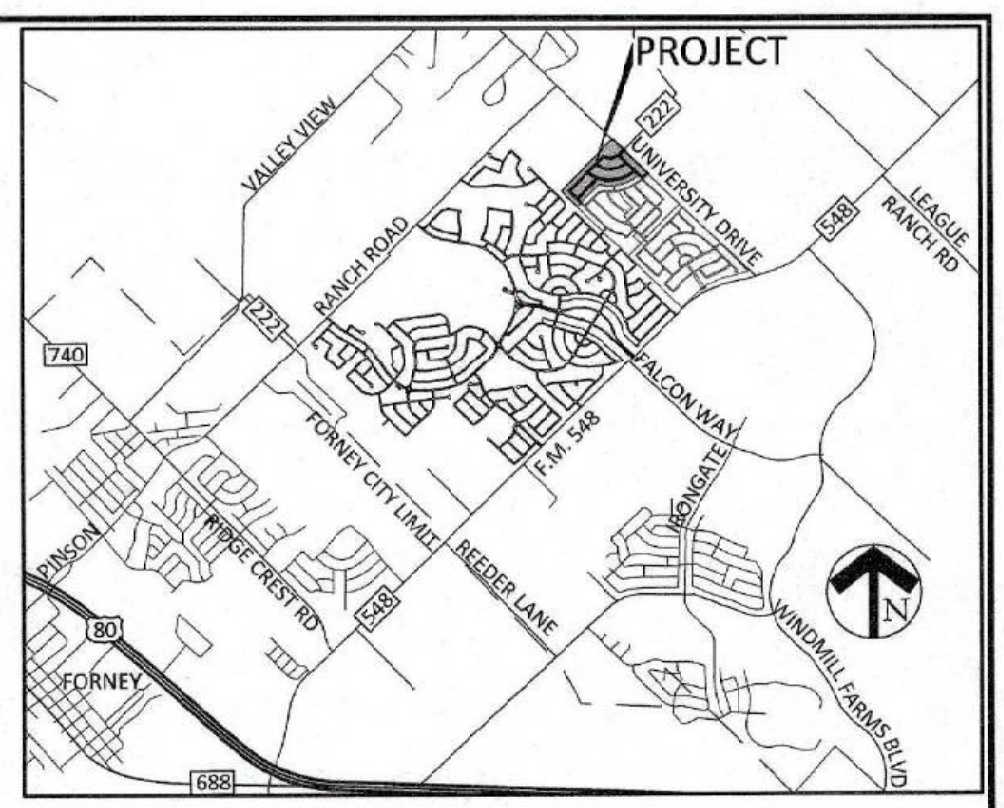 PROJECT
222
VALLEY VIEW
UNIVERSITY DRIVE
LEAGUE
RANCH RD
548
RANCH ROAD
222
740
FALCON WAY
F.M. 548
FORNEY CITY LIMIT
IRONGATE
PINSON
RIDGE CREST RD
REEDER LANE
548
N
80
WINDMILL FARMS BLVD
FORNEY
688